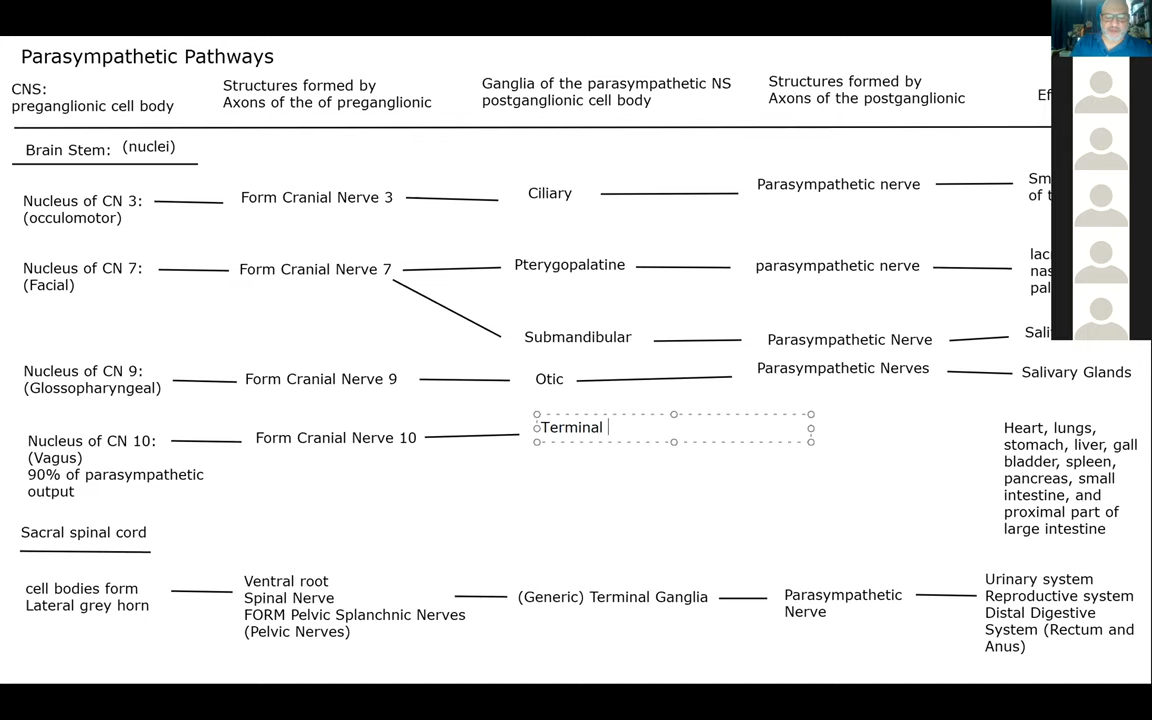 Parasympathetic Pathways
CNS:
preganglionic cell body
Structures formed by
Axons of the of preganglionic
Ganglia of the parasympathetic NS
postganglionic cell body
Structures formed by
Axons of the postganglionic
Brain Stem: (nuclei)
Nucleus of CN 3:
(occulomotor)
Form Cranial Nerve 3
Ciliary
Parasympathetic nerve
of
Nucleus of CN 7:
(Facial)
Form Cranial Nerve 7
Pterygopalatine
parasympathetic nerve
Submandibular
Parasympathetic Nerve
Nucleus of CN 9:
(Glossopharyngeal)
Form Cranial Nerve 9
Otic
Parasympathetic Nerves
Salivary Glands
Nucleus of CN 10:
(Vagus)
90% of parasympathetic
output
Form Cranial Nerve 10
Terminal
Heart, lungs,
stomach, liver, gall
bladder, spleen,
pancreas, small
intestine, and
proximal part of
large intestine
Sacral spinal cord
cell bodies form
Lateral grey horn
Ventral root
Spinal Nerve
FORM Pelvic Splanchnic Nerves
(Pelvic Nerves)
(Generic) Terminal Ganglia
Parasympathetic
Nerve
Urinary system
Reproductive system
Distal Digestive
System (Rectum and
Anus)